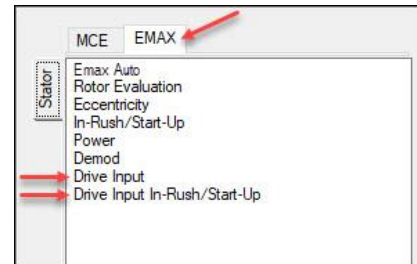 MCE EMAX
Stator
Emax Auto
Rotor Evaluation
Eccentricity
In-Rush/Start-Up
Power
Demod
Drive Input
Drive Input In-Rush/Start-Up